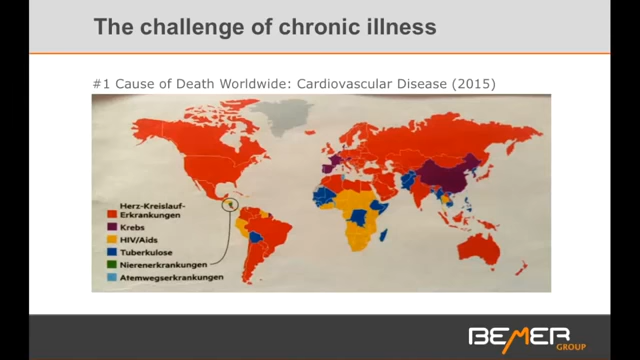 The challenge of chronic illness
#1 Cause of Death Worldwide: Cardiovascular Disease (2015)
Herz-Kreislauf-
Erkrankungen
Krebs
HIV/Aids
Tuberkulose
Nierenerkrankungen
Atemwegserkrankungen
BEMER
GROUP